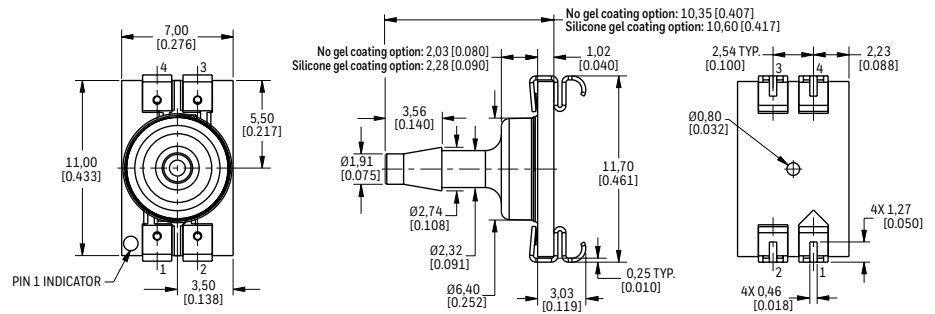 7,00
[0.276]
4
3
5,50
[0.217]
11,00
[0.433]
PIN 1 INDICATOR
1
2
3,50
[0.138]
No gel coating option: 10,35 [0.407]
Silicone gel coating option: 10,60 [0.417]
No gel coating option: 2,03 [0.080]
Silicone gel coating option: 2,28 [0.090]
1,02
[0.040]
3,56
[0.140]
Ø1,91
[0.075]
11,70
[0.461]
Ø2,74
[0.108]
Ø2,32
[0.091]
Ø6,40
[0.252]
0,25 TYP.
[0.010]
3,03
[0.119]
2,54 TYP.
[0.100]
2,23
[0.088]
3
4
Ø0,80
[0.032]
4X 1,27
[0.050]
2
1
4X 0,46
[0.018]